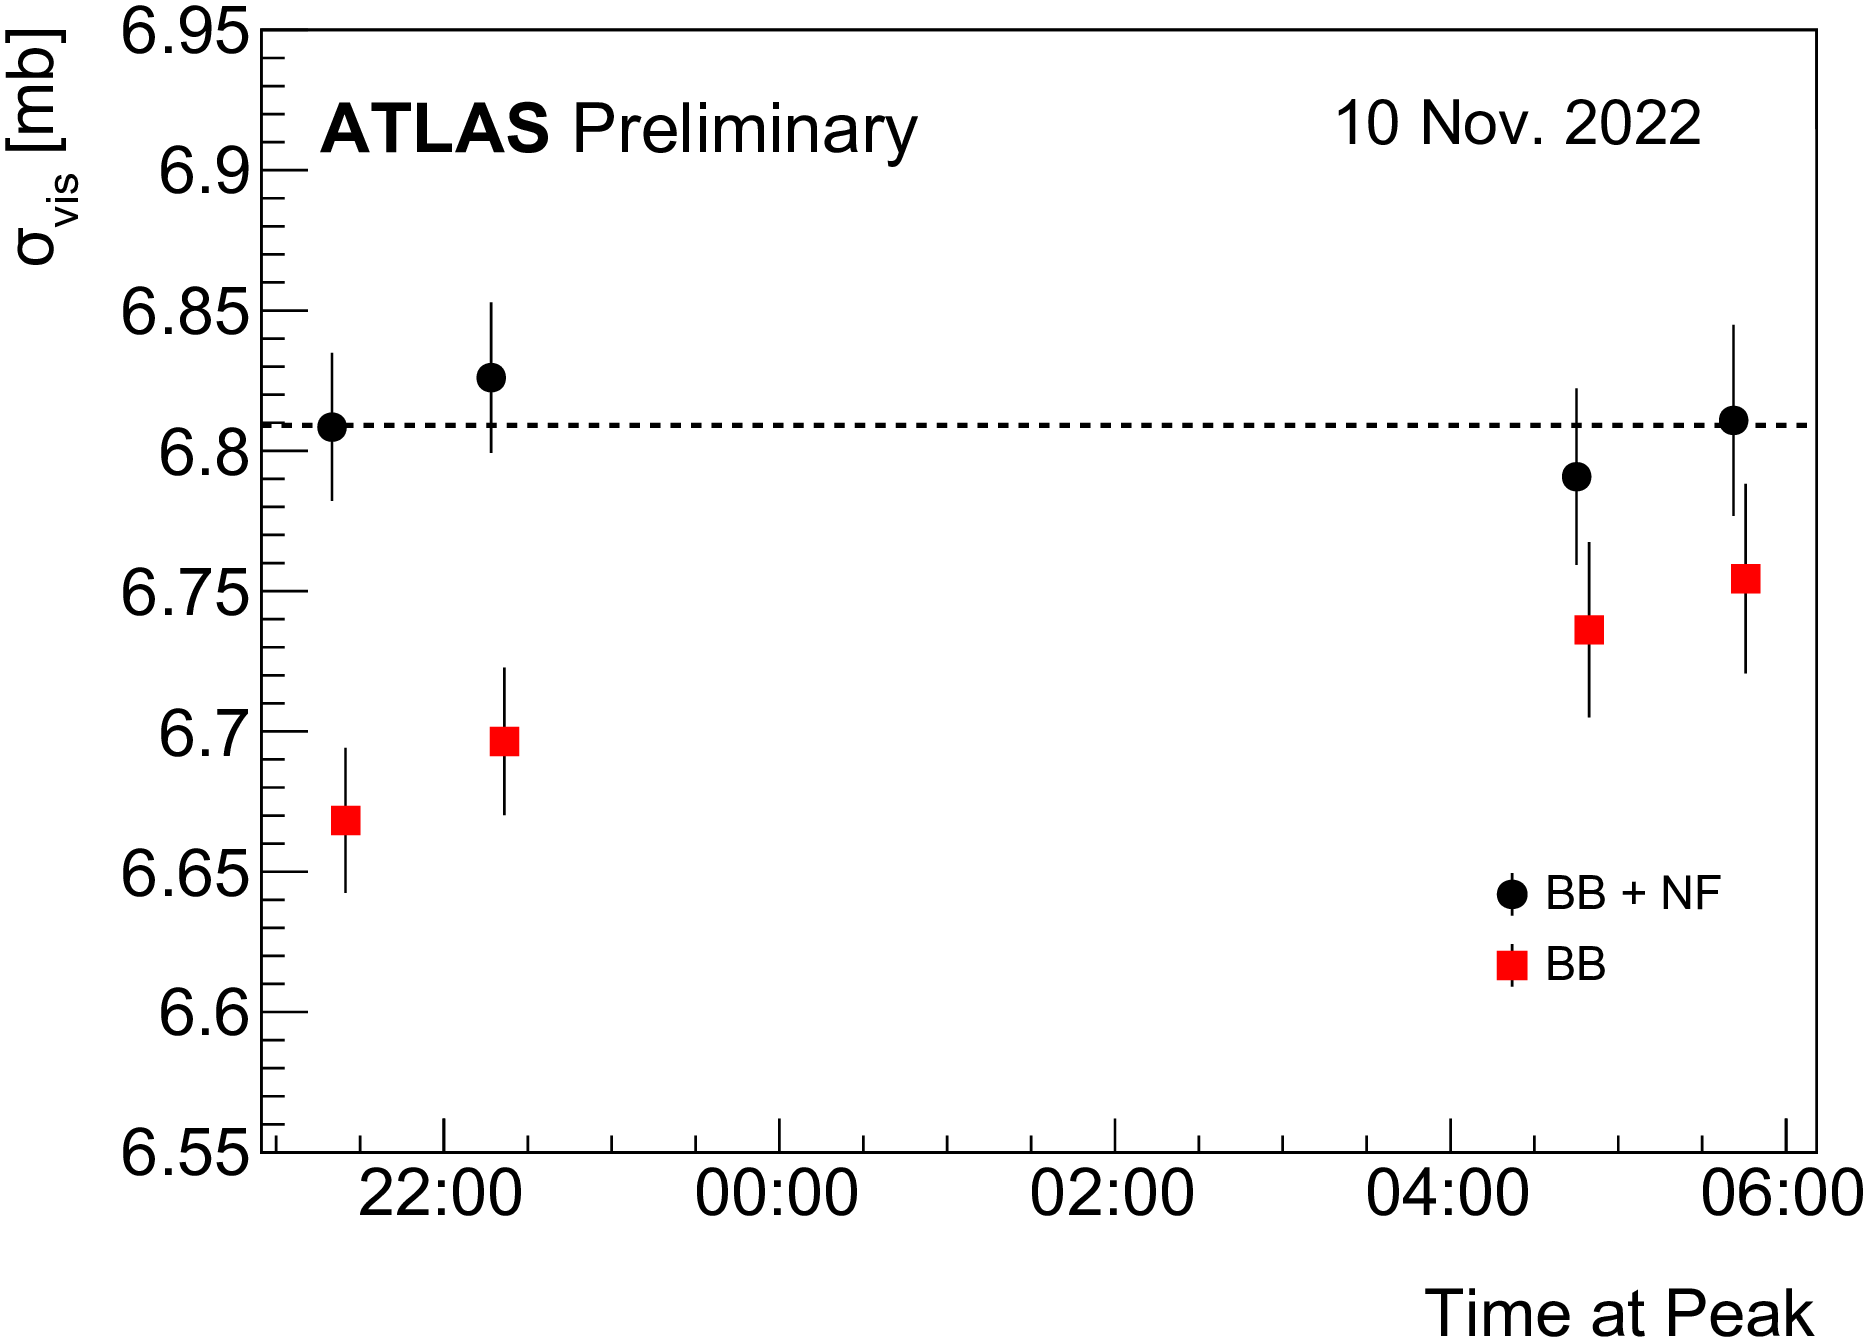 σvis [mb]
6.95
6.9
6.85
6.8
6.75
6.7
6.65
6.6
6.55
ATLAS Preliminary
10 Nov. 2022
BB + NF
BB
22:00
00:00
02:00
04:00
06:00
Time at Peak